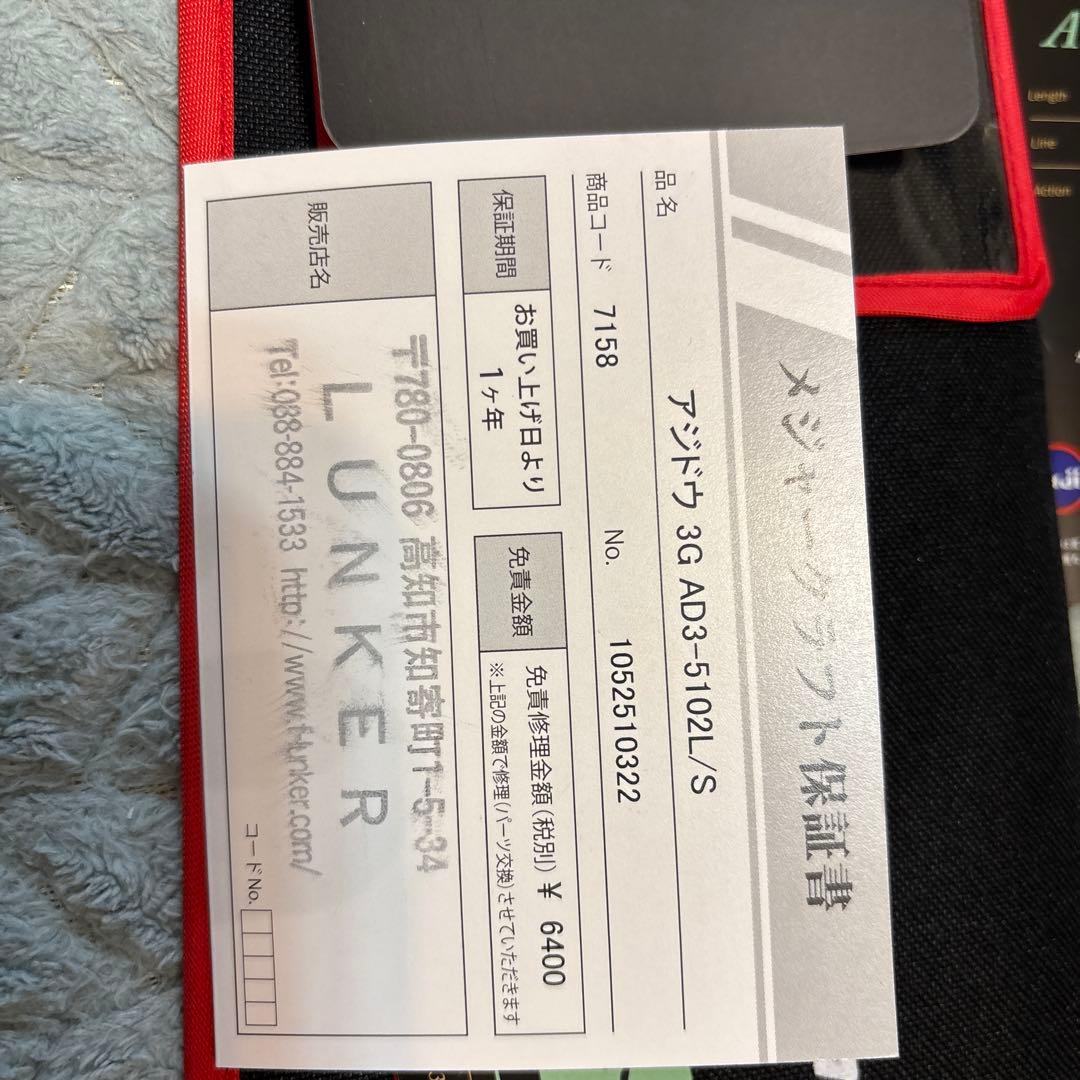 メジャークラフト保証書
品名 アジドウ 3G AD3-5102L/S
商品コード 7158 No. 1052510322
保証期間 お買い上げ日より
1ヶ年
免責金額 免責修理金額(税別) ¥ 6400
※上記の金額で修理(パーツ交換)させていただきます
販売店名
〒780-0806 高知市知寄町1-5-34
LUNKER
Tel:088-884-1533 http://www.f-lunker.com/
コードNo.
A
Length
Line
Action